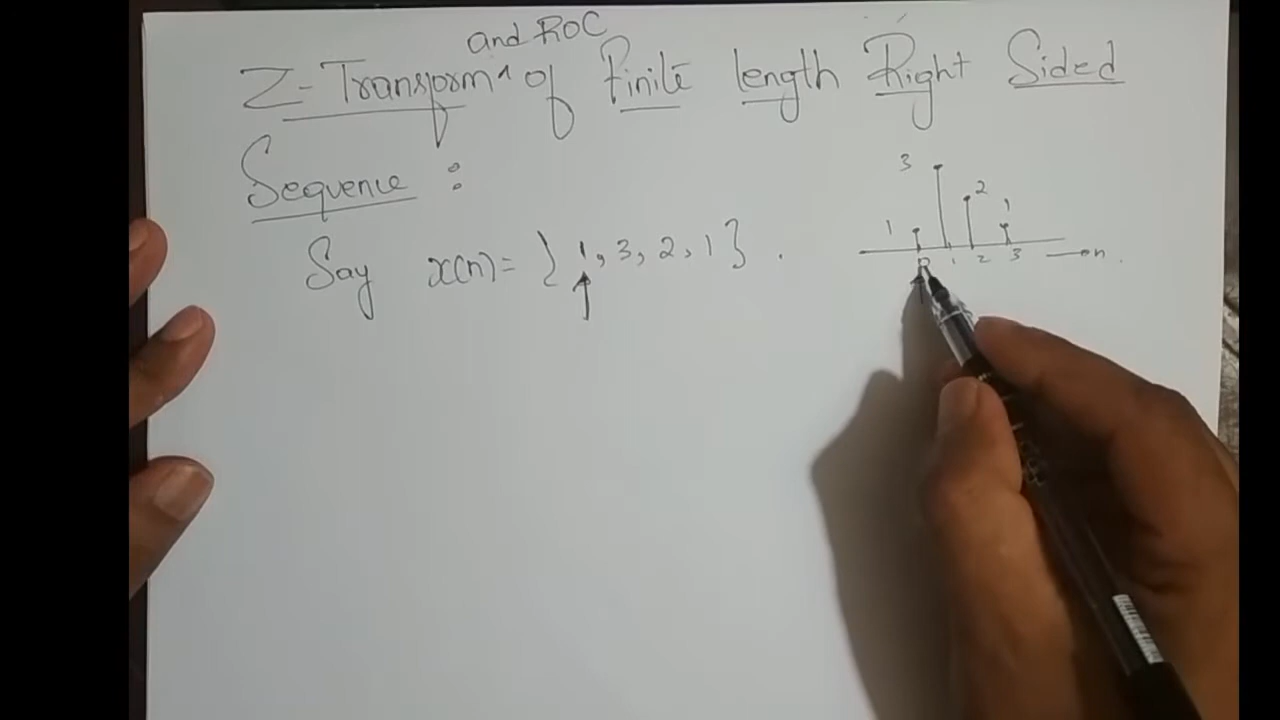 and ROC
Z-Transform^ of Finite length Right Sided
Sequence :
Say x(n) = { 1, 3, 2, 1 } .
↑
3
2
1
1
0 1 2 3 → n .
↑